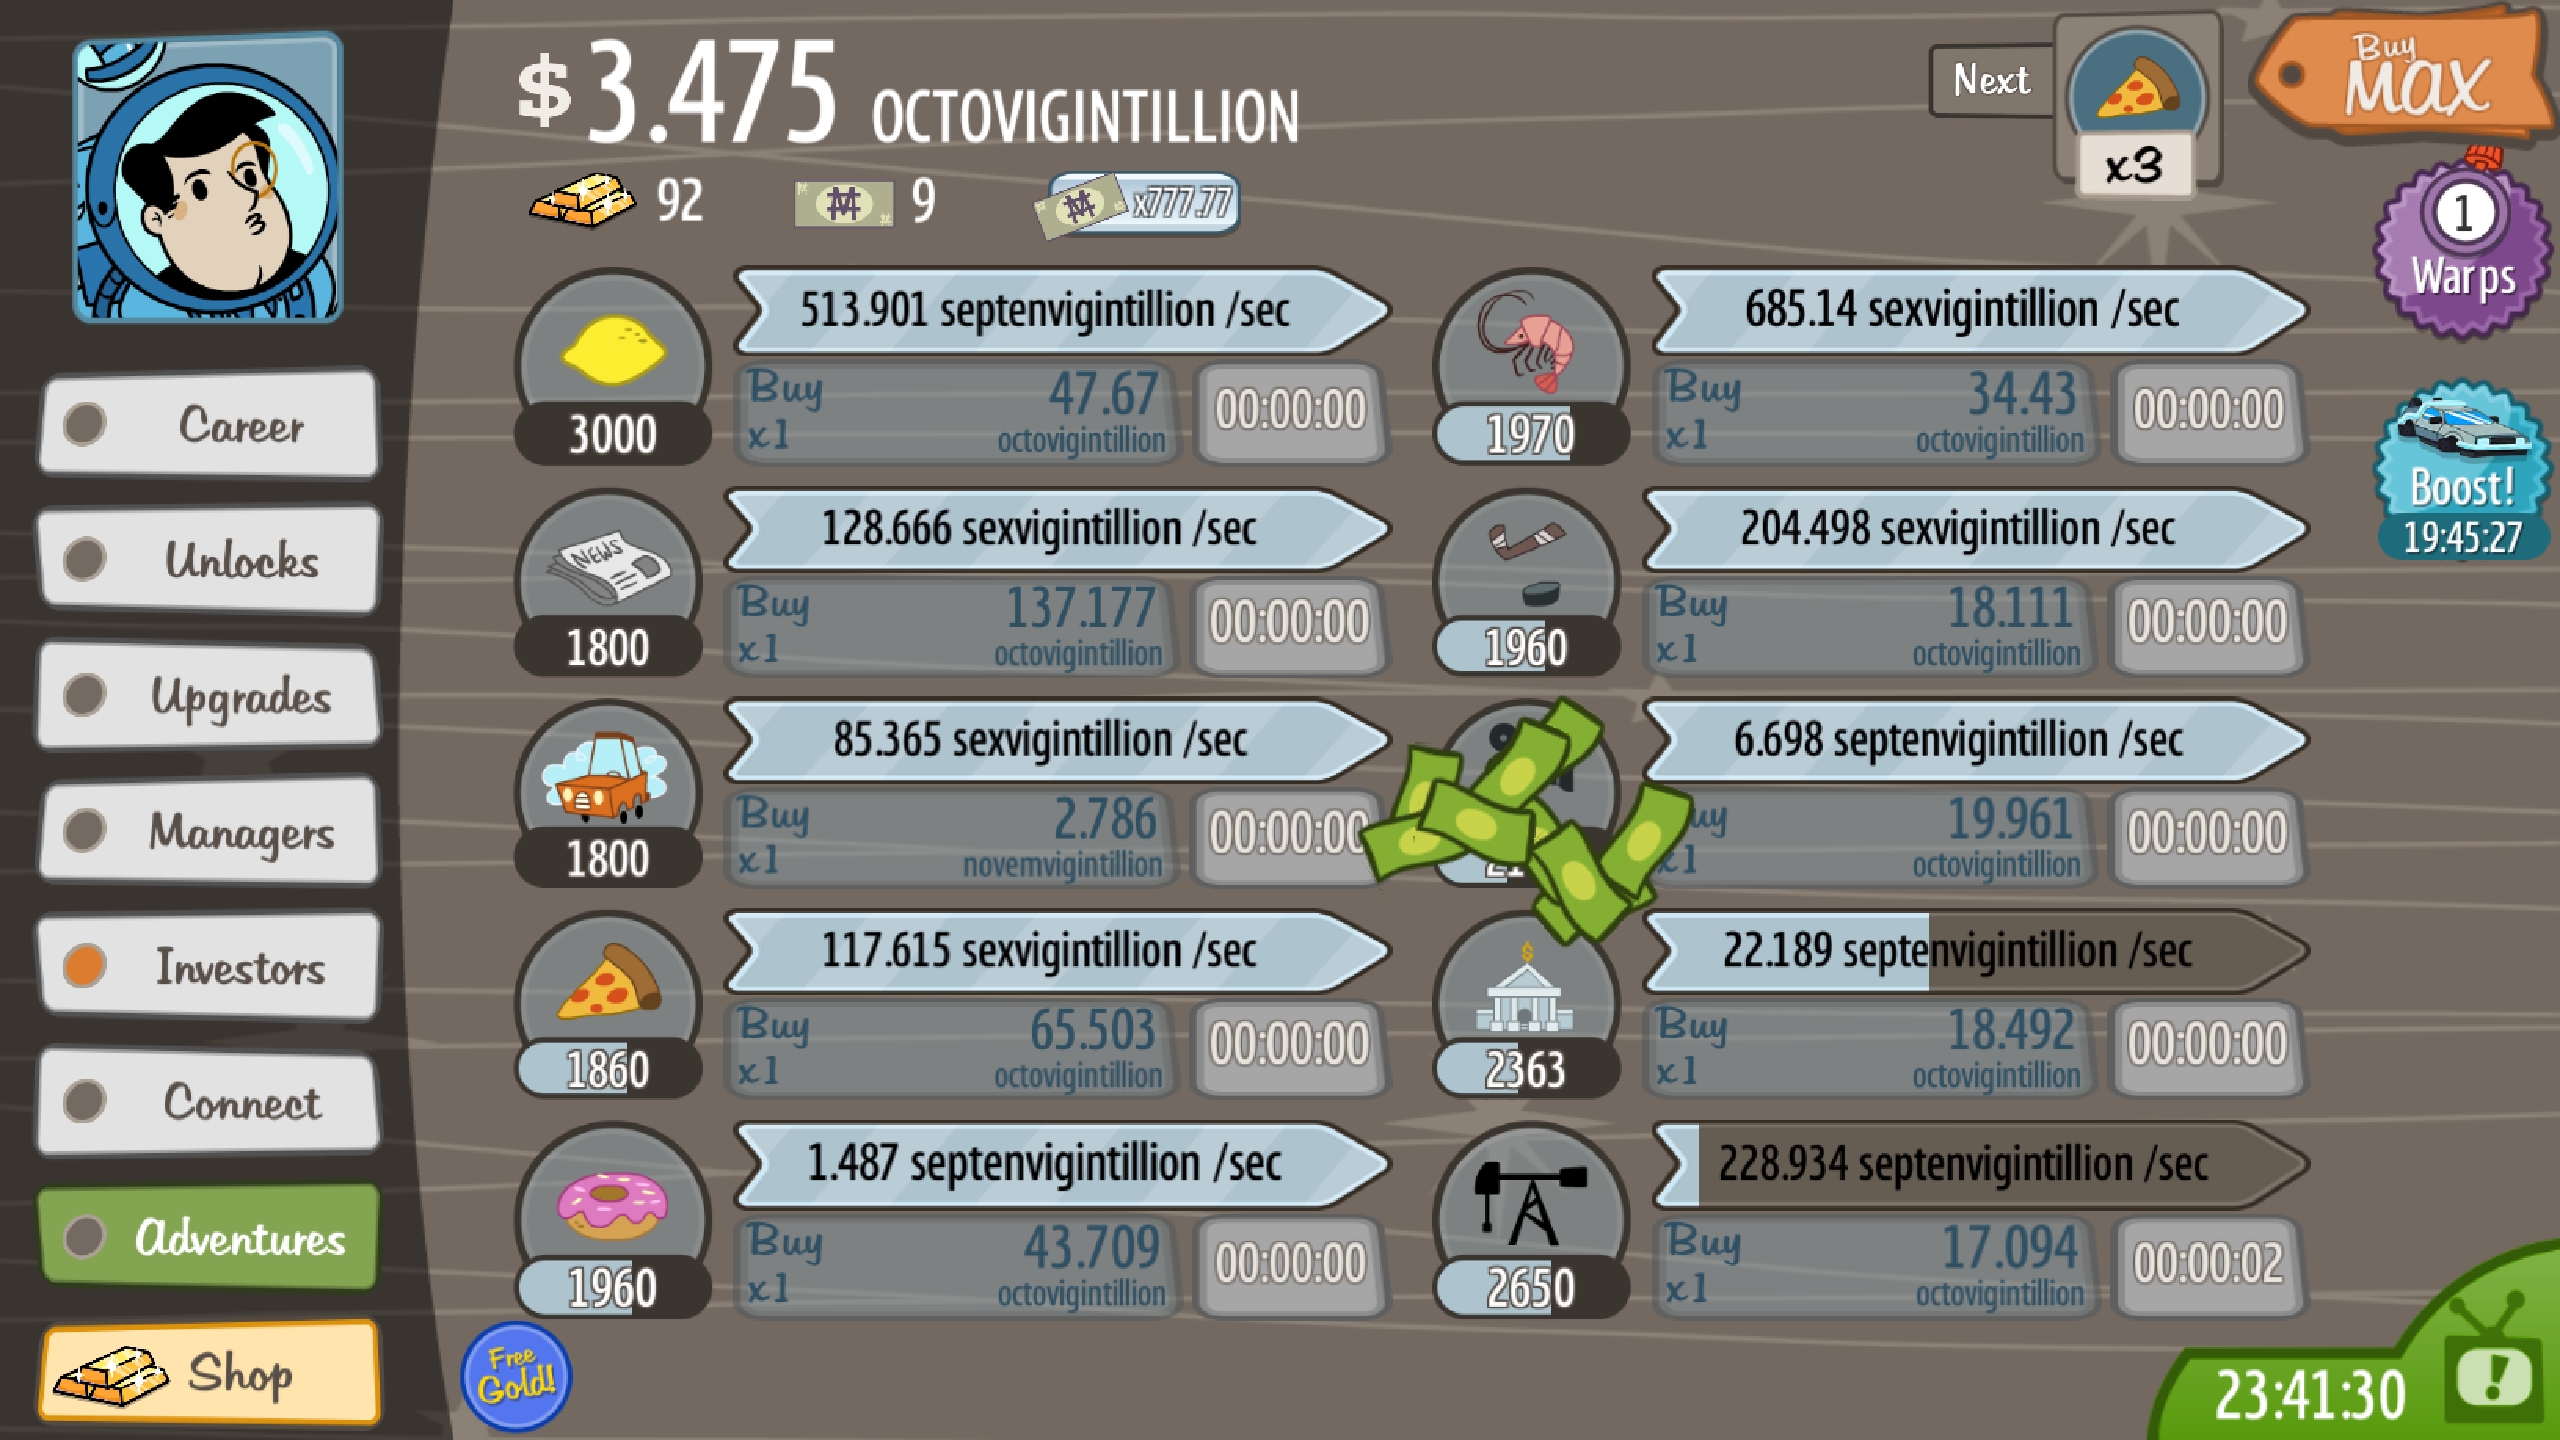 $3.475 OCTOVIGINTILLION
Next
x3
Buy
MAX
92
9
x777.77
1
Warps
Boost!
19:45:27
Career
Unlocks
Upgrades
Managers
Investors
Connect
Adventures
Shop
513.901 septenvigintillion /sec
3000
Buy x1
47.67 octovigintillion
00:00:00
NEWS
128.666 sexvigintillion /sec
1800
Buy x1
137.177 octovigintillion
00:00:00
85.365 sexvigintillion /sec
1800
Buy x1
2.786 novemvigintillion
00:00:00
117.615 sexvigintillion /sec
1860
Buy x1
65.503 octovigintillion
00:00:00
1.487 septenvigintillion /sec
1960
Buy x1
43.709 octovigintillion
00:00:00
685.14 sexvigintillion /sec
1970
Buy x1
34.43 octovigintillion
00:00:00
204.498 sexvigintillion /sec
1960
Buy x1
18.111 octovigintillion
00:00:00
6.698 septenvigintillion /sec
19.961 octovigintillion
00:00:00
22.189 septenvigintillion /sec
2363
Buy x1
18.492 octovigintillion
00:00:00
228.934 septenvigintillion /sec
2650
Buy x1
17.094 octovigintillion
00:00:02
Free
Gold!
23:41:30